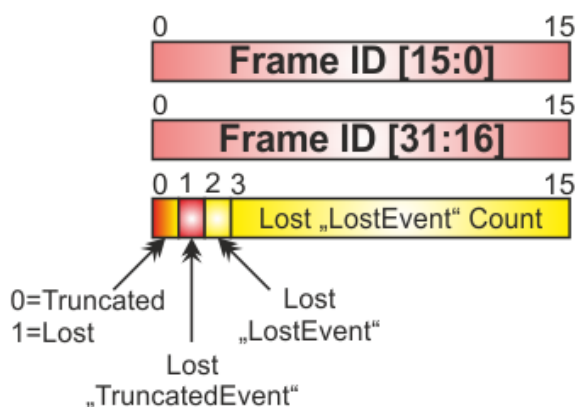 0 15
Frame ID [15:0]
0 15
Frame ID [31:16]
0 1 2 3 15
Lost „LostEvent“ Count
0=Truncated
1=Lost
Lost
„LostEvent“
Lost
„TruncatedEvent“